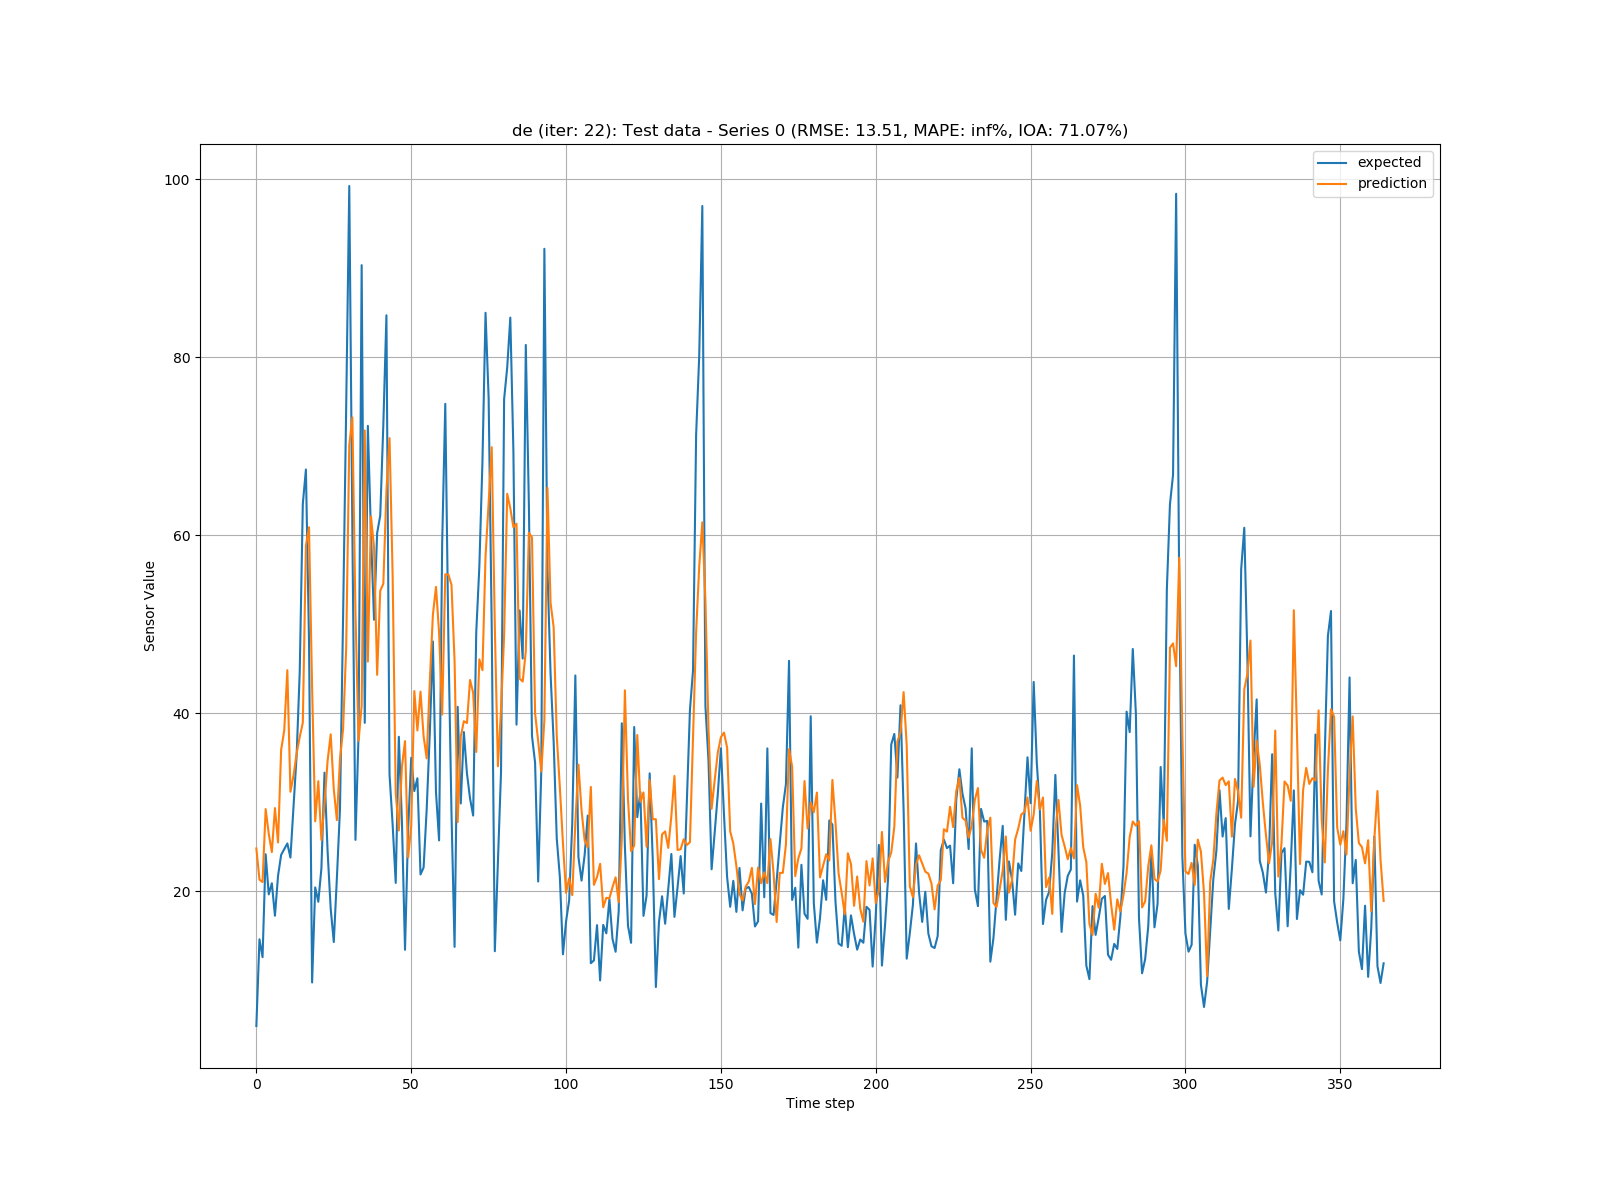 de (iter: 22): Test data - Series 0 (RMSE: 13.51, MAPE: inf%, IOA: 71.07%)
expected
prediction
100
80
60
40
20
Sensor Value
0 50 100 150 200 250 300 350
Time step